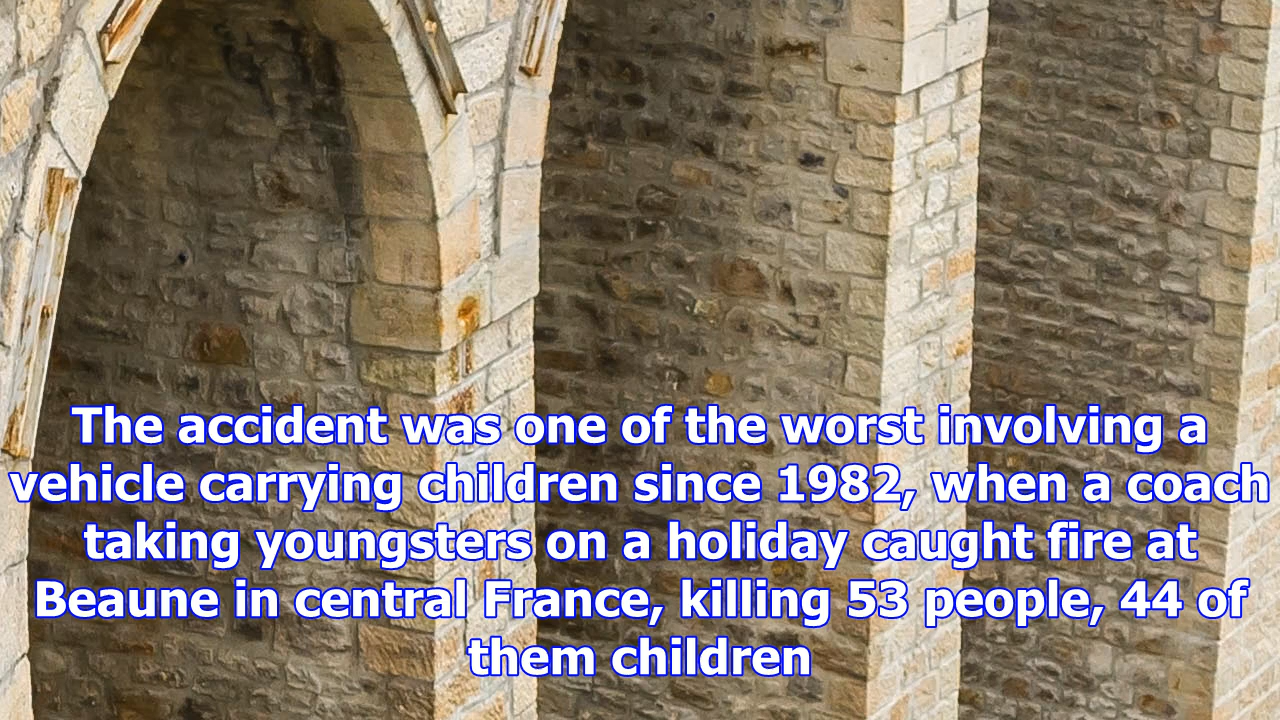 The accident was one of the worst involving a
vehicle carrying children since 1982, when a coach
taking youngsters on a holiday caught fire at
Beaune in central France, killing 53 people, 44 of
them children